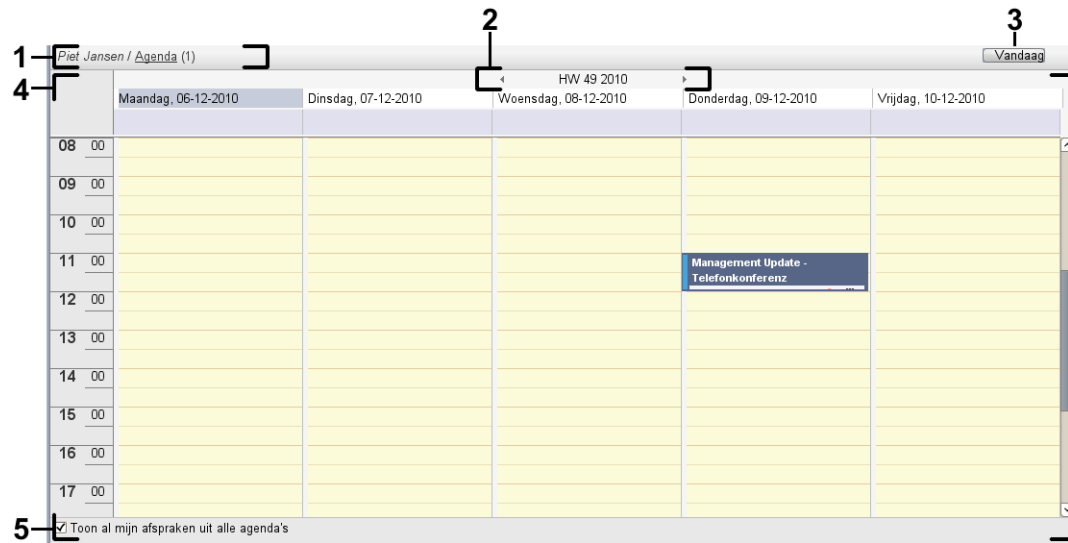 2
3
1
Piet Jansen / Agenda (1)
Vandaag
4
HW 49 2010
Maandag, 06-12-2010 Dinsdag, 07-12-2010 Woensdag, 08-12-2010 Donderdag, 09-12-2010 Vrijdag, 10-12-2010
08 00
09 00
10 00
11 00
Management Update -
Telefonkonferenz
12 00
13 00
14 00
15 00
16 00
17 00
5
Toon al mijn afspraken uit alle agenda's